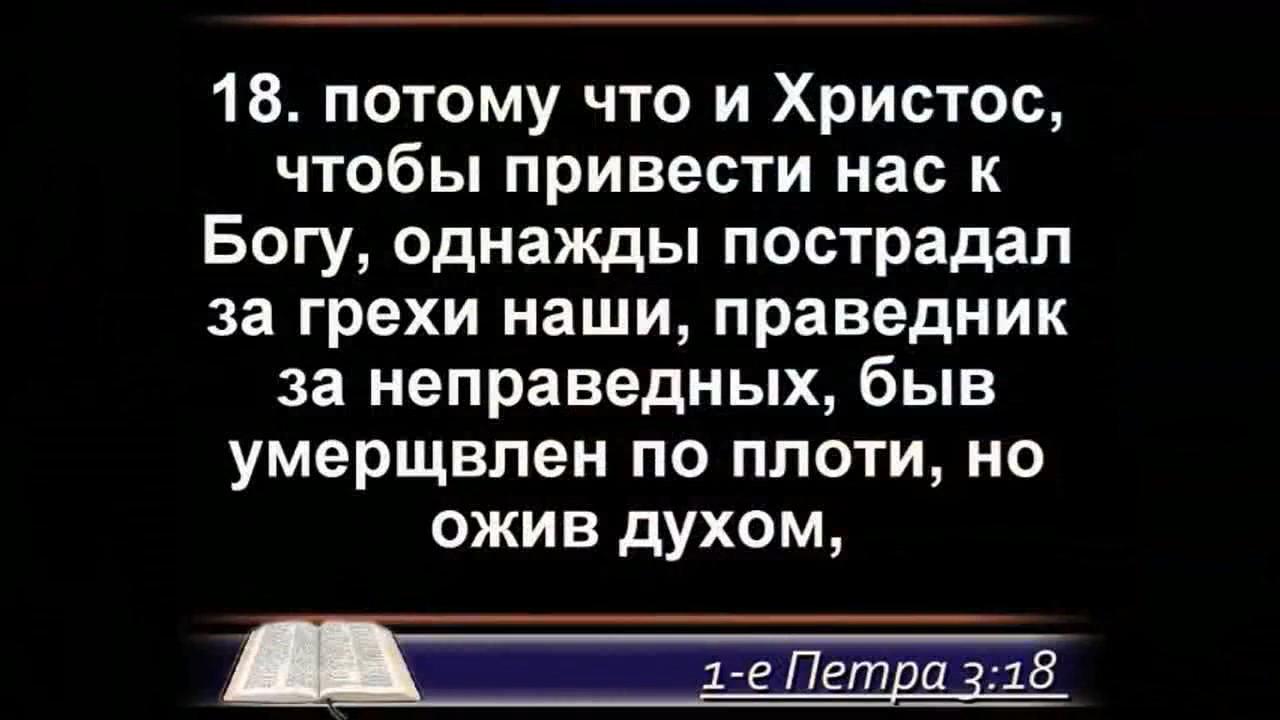 18. потому что и Христос,
чтобы привести нас к
Богу, однажды пострадал
за грехи наши, праведник
за неправедных, быв
умерщвлен по плоти, но
ожив духом,
1-е Петра 3:18